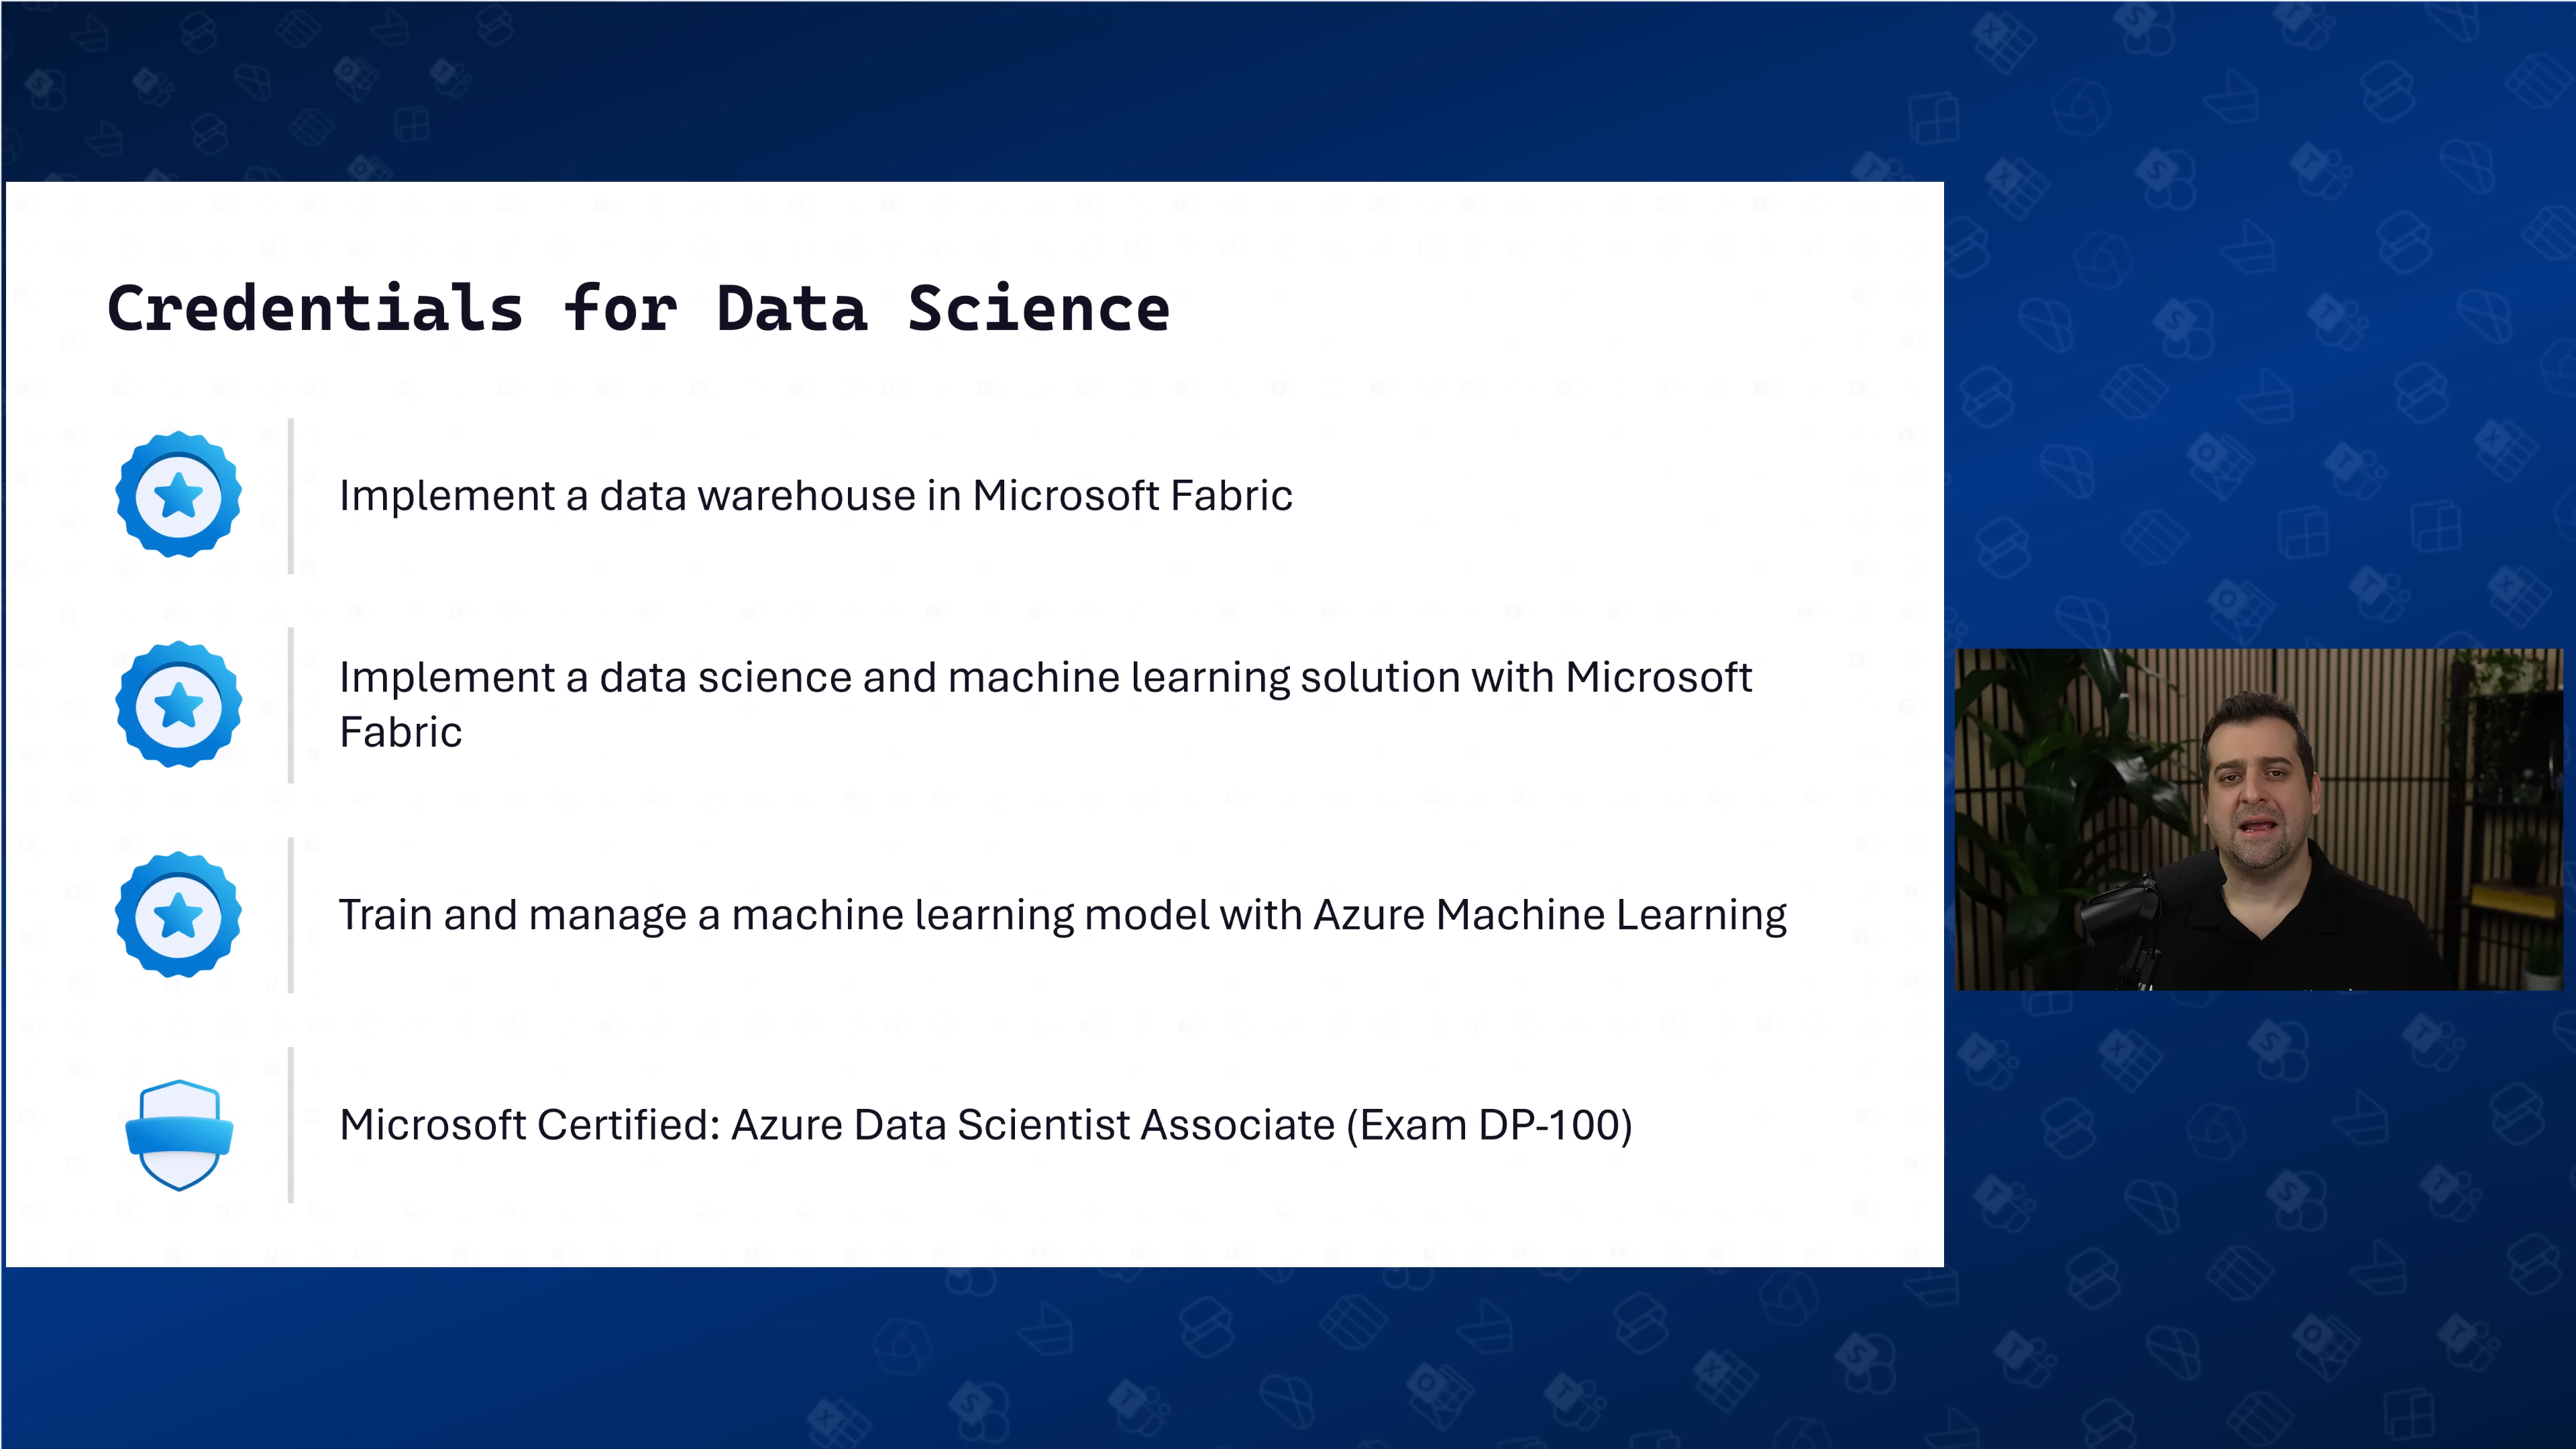 Credentials for Data Science
Implement a data warehouse in Microsoft Fabric
Implement a data science and machine learning solution with Microsoft
Fabric
Train and manage a machine learning model with Azure Machine Learning
Microsoft Certified: Azure Data Scientist Associate (Exam DP-100)